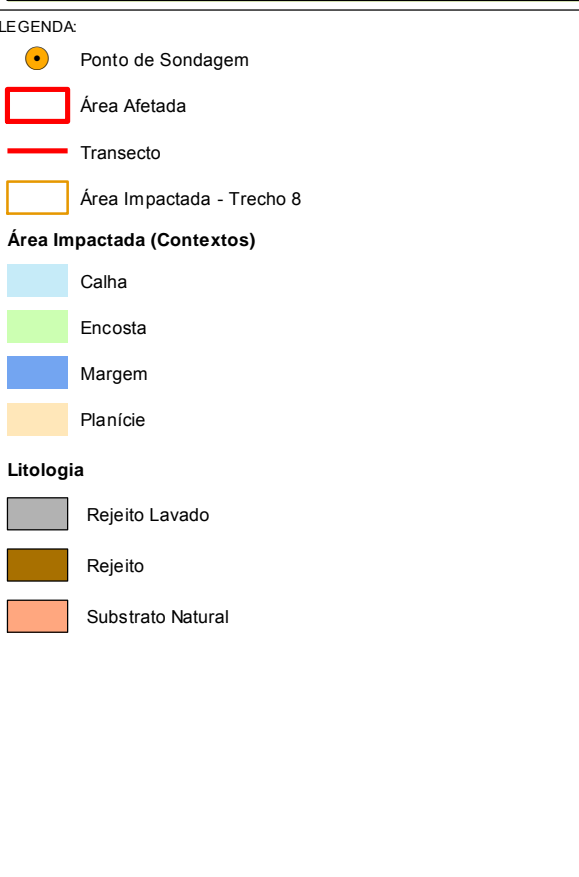 LEGENDA:
Ponto de Sondagem
Área Afetada
Transecto
Área Impactada - Trecho 8
Área Impactada (Contextos)
Calha
Encosta
Margem
Planície
Litologia
Rejeito Lavado
Rejeito
Substrato Natural